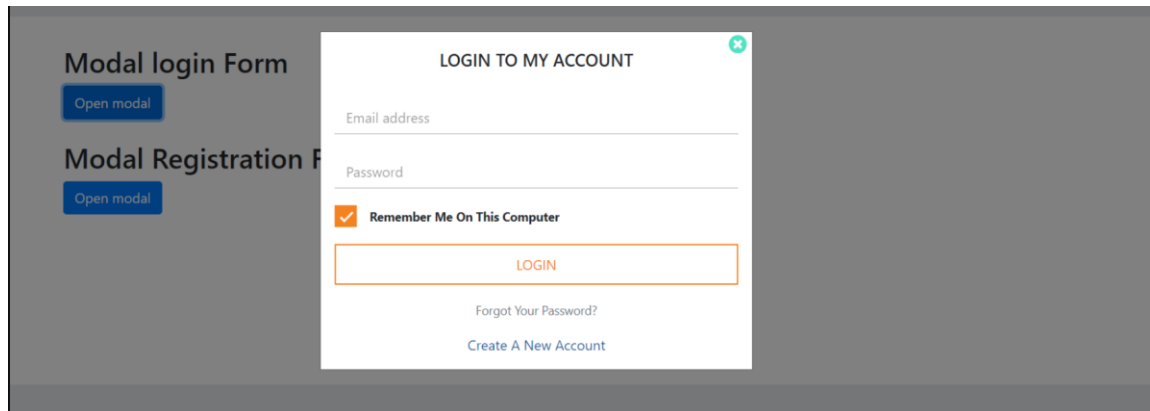 Modal login Form
Open modal
Modal Registration F
Open modal
LOGIN TO MY ACCOUNT
Email address
Password
Remember Me On This Computer
LOGIN
Forgot Your Password?
Create A New Account